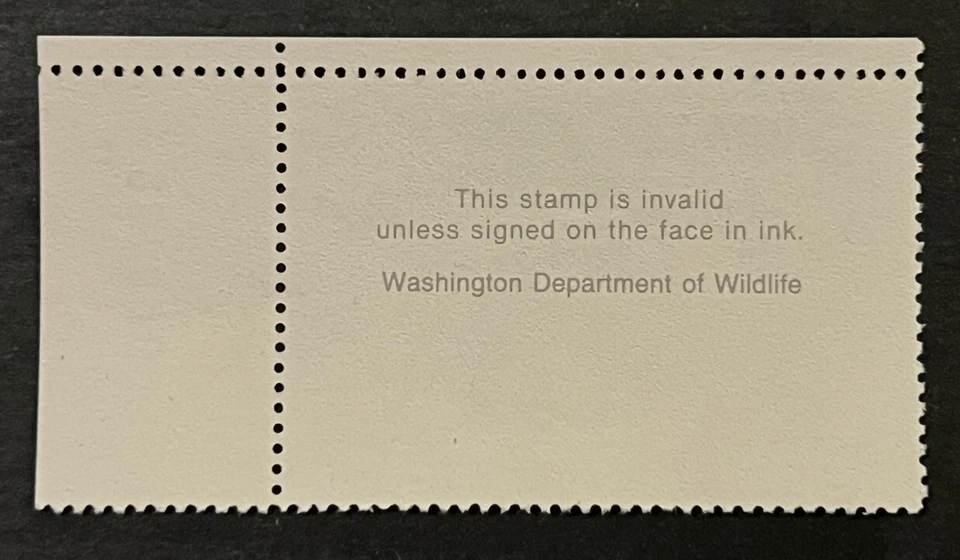 This stamp is invalid
unless signed on the face in ink.
Washington Department of Wildlife